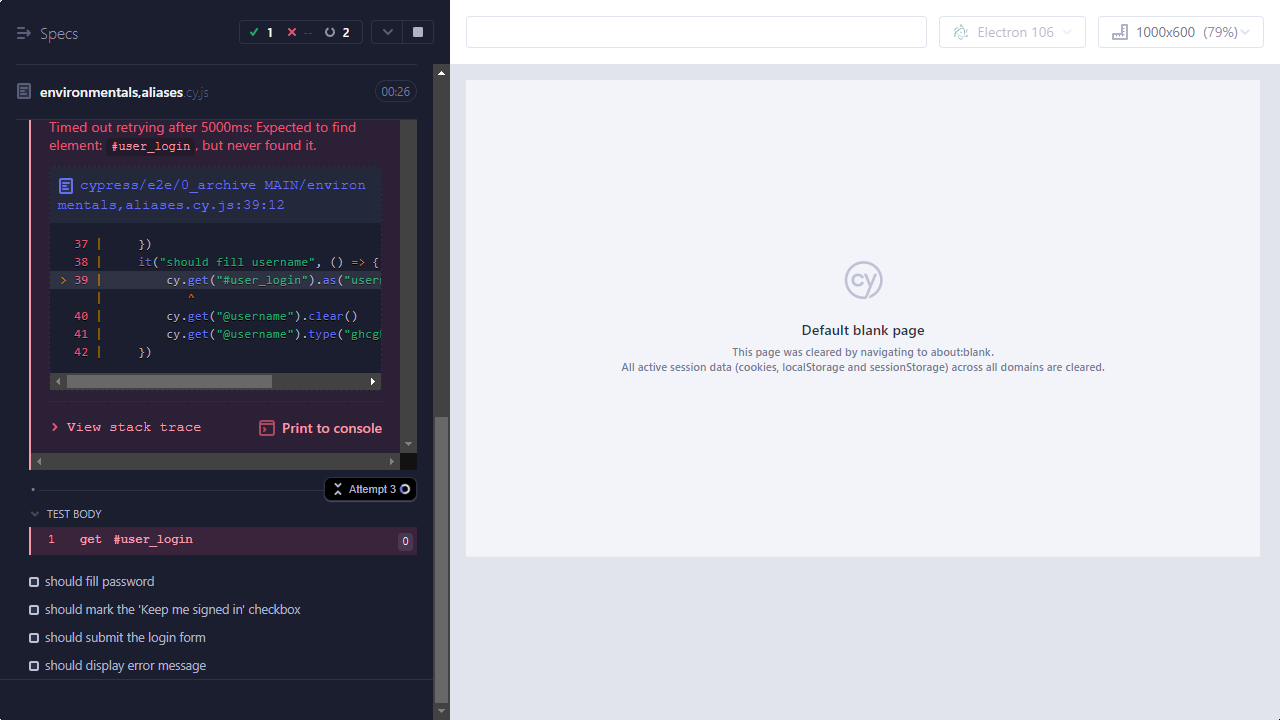 Specs
1 -- 2
Electron 106
1000x600 (79%)
environmentals,aliases.cy.js
00:26
Timed out retrying after 5000ms: Expected to find
element: #user_login , but never found it.
cypress/e2e/0_archive MAIN/environ
mentals,aliases.cy.js:39:12
37 | })
38 | it("should fill username", () => {
> 39 | cy.get("#user_login").as("usern
| ^
40 | cy.get("@username").clear()
41 | cy.get("@username").type("ghcgh
42 | })
View stack trace
Print to console
Attempt 3
TEST BODY
1 get #user_login 0
should fill password
should mark the 'Keep me signed in' checkbox
should submit the login form
should display error message
cy
Default blank page
This page was cleared by navigating to about:blank.
All active session data (cookies, localStorage and sessionStorage) across all domains are cleared.